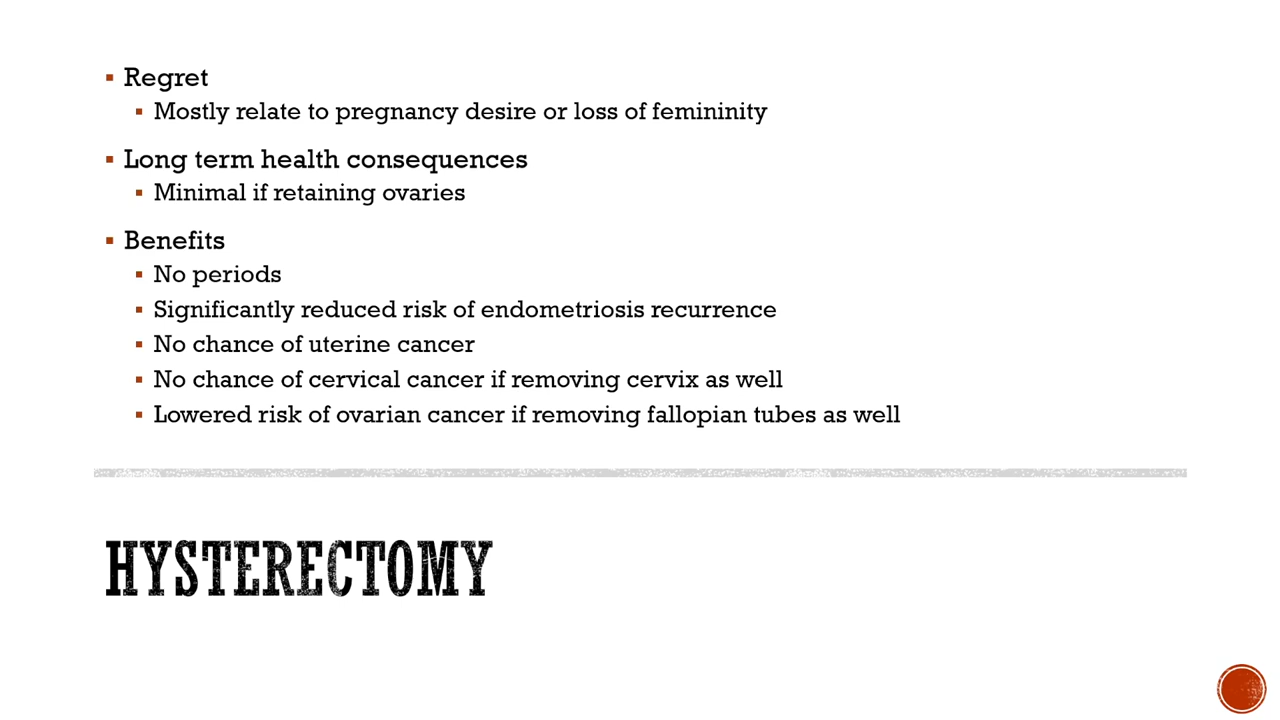 Regret
Mostly relate to pregnancy desire or loss of femininity
Long term health consequences
Minimal if retaining ovaries
Benefits
No periods
Significantly reduced risk of endometriosis recurrence
No chance of uterine cancer
No chance of cervical cancer if removing cervix as well
Lowered risk of ovarian cancer if removing fallopian tubes as well
HYSTERECTOMY